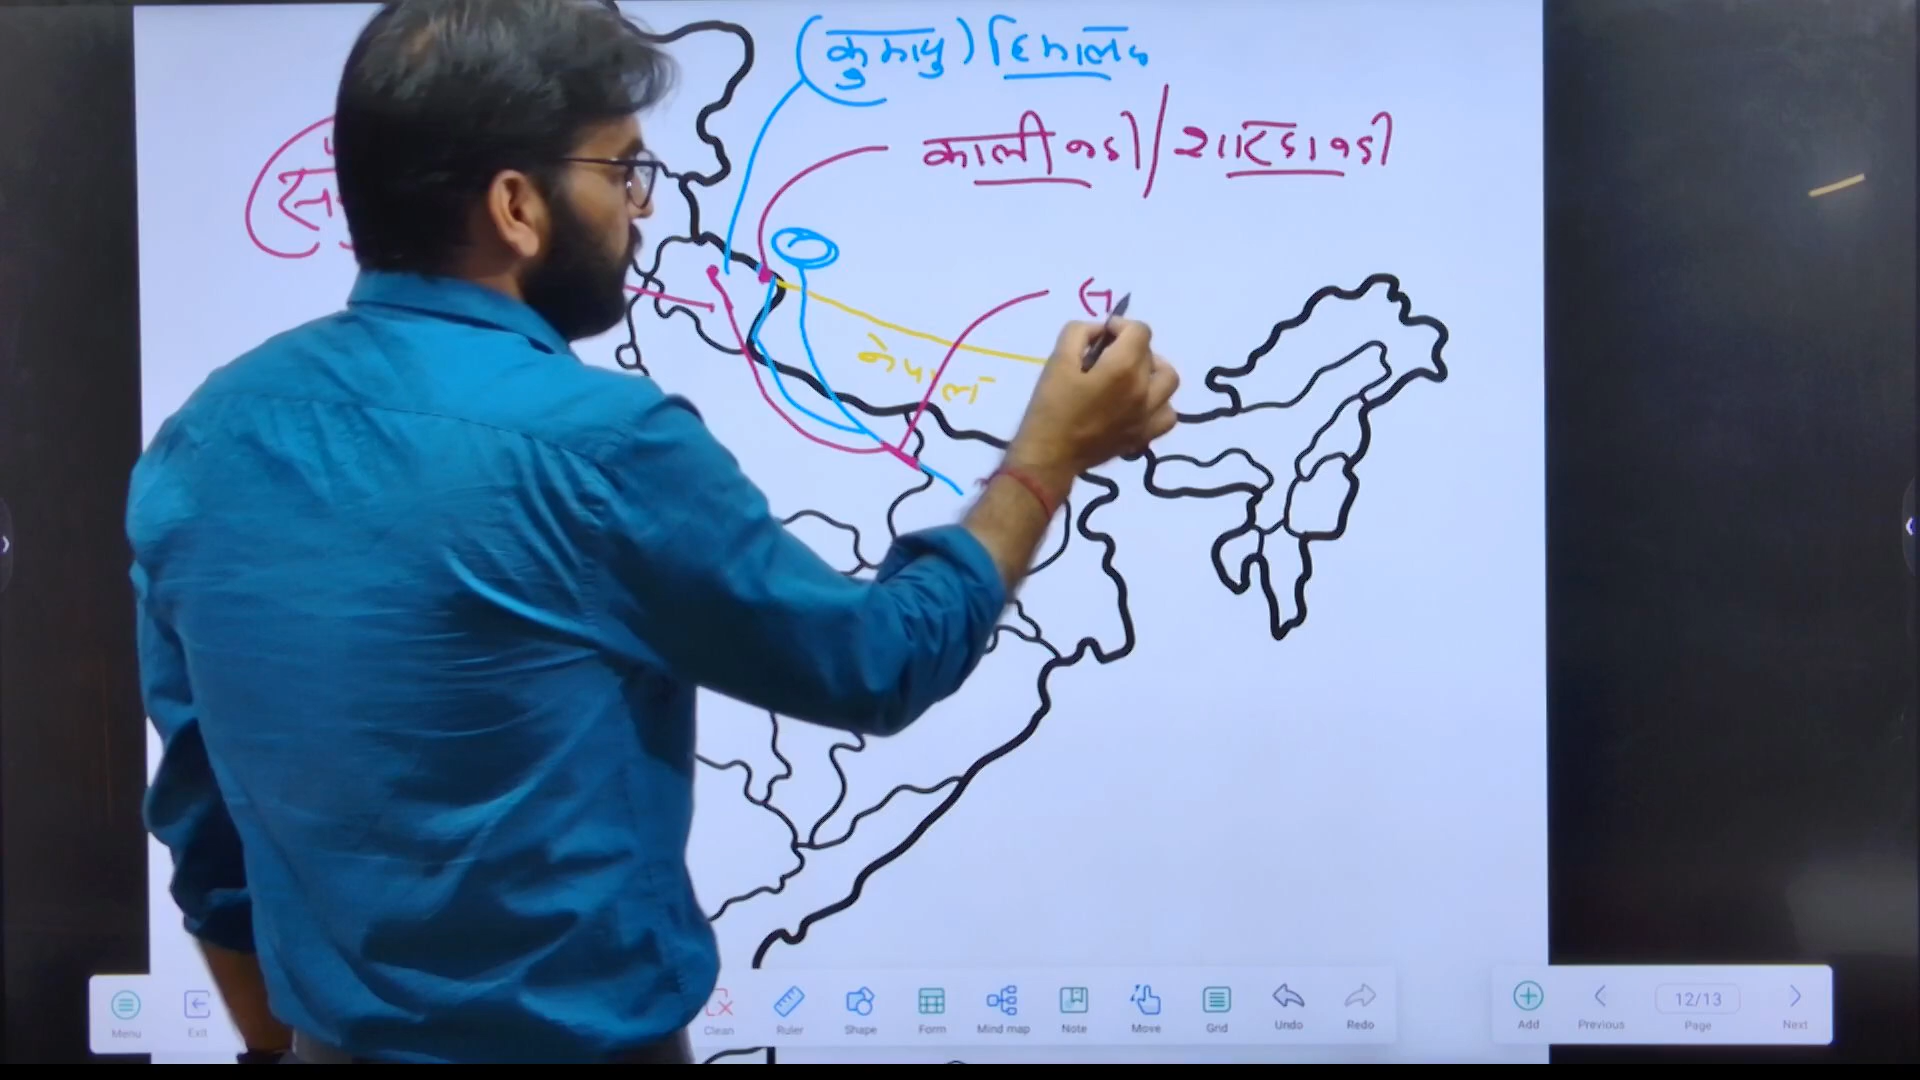 (कुमायु) हिमालय
काली नदी/शारदा नदी
नेपाल
Menu
Exit
Clean
Ruler
Shape
Form
Mind map
Note
Move
Grid
Undo
Redo
Add
Previous
12/13
Page
Next